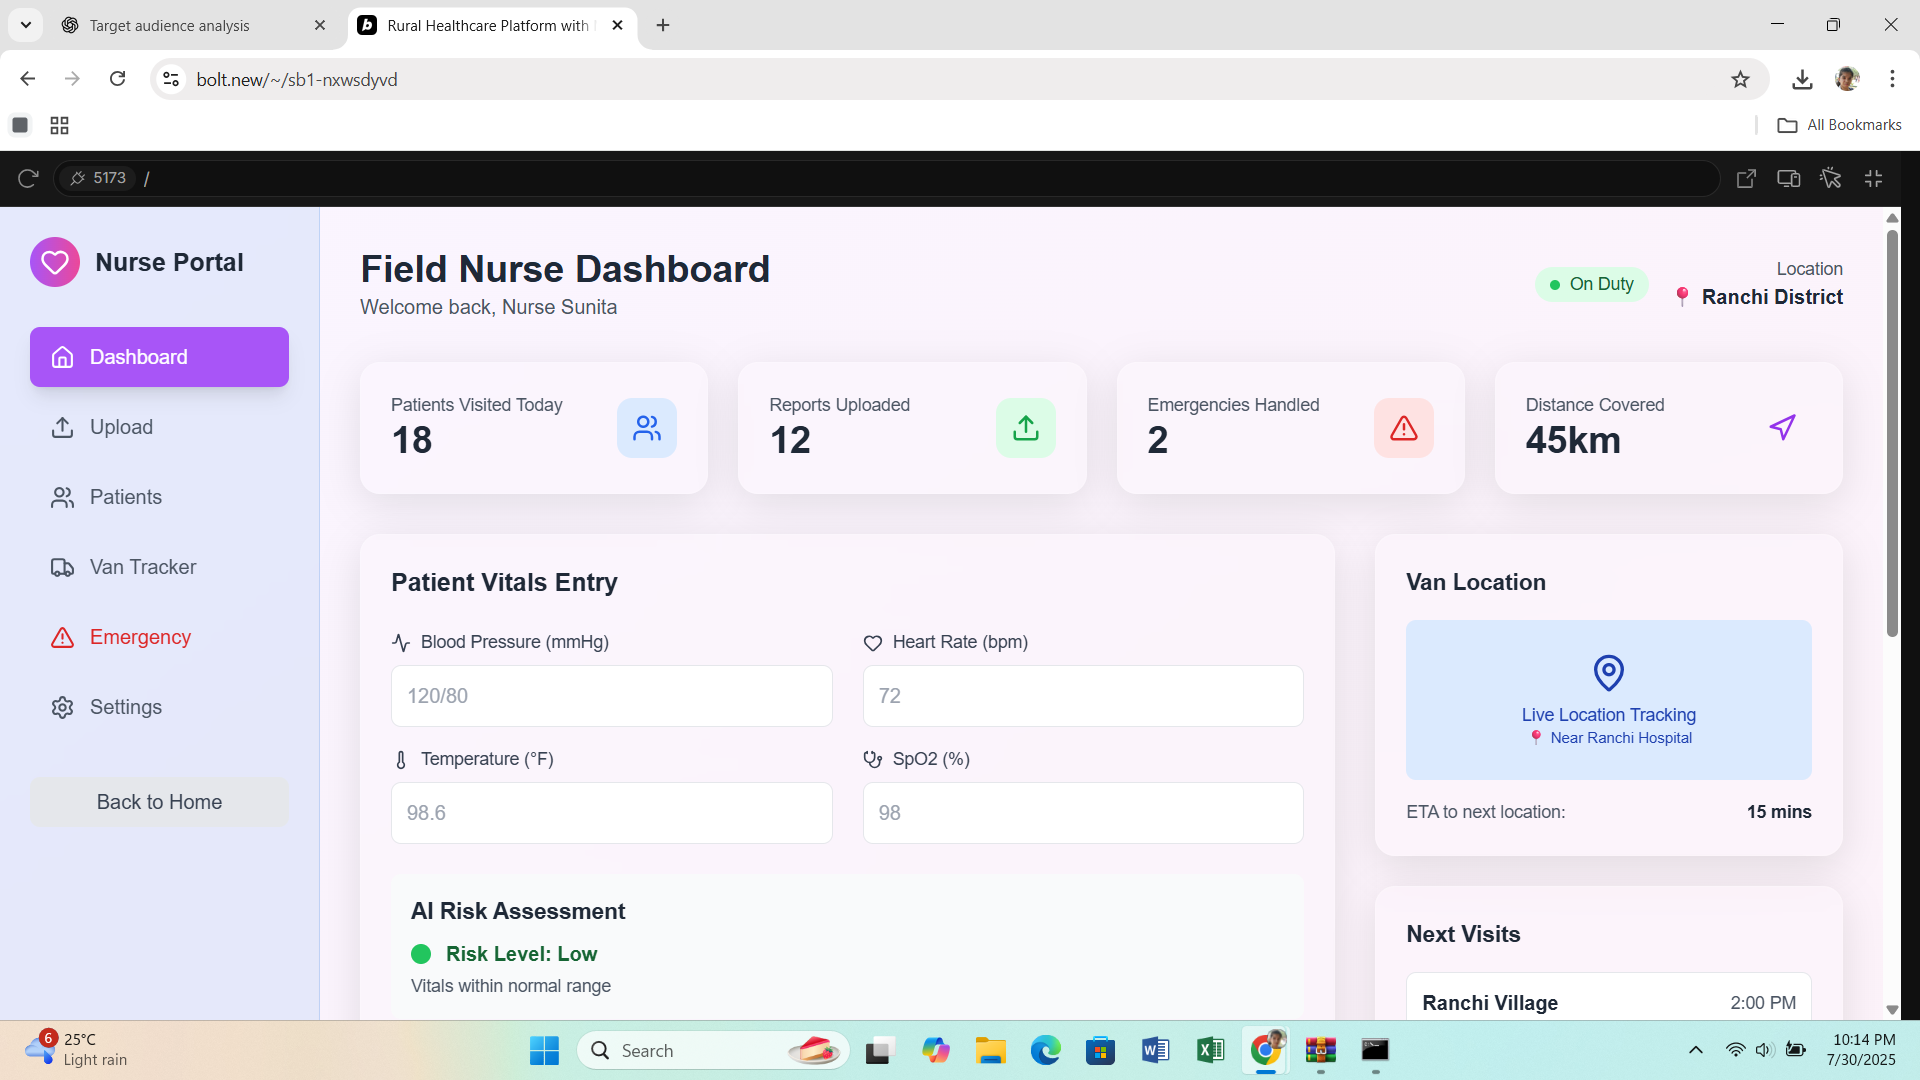 Target audience analysis
Rural Healthcare Platform with
bolt.new/~/sb1-nxwsdyvd
All Bookmarks
5173 /
Nurse Portal
Dashboard
Upload
Patients
Van Tracker
Emergency
Settings
Back to Home
Field Nurse Dashboard
Welcome back, Nurse Sunita
On Duty
Location
Ranchi District
Patients Visited Today
18
Reports Uploaded
12
Emergencies Handled
2
Distance Covered
45km
Patient Vitals Entry
Blood Pressure (mmHg)
120/80
Heart Rate (bpm)
72
Temperature (°F)
98.6
SpO2 (%)
98
AI Risk Assessment
Risk Level: Low
Vitals within normal range
Van Location
Live Location Tracking
Near Ranchi Hospital
ETA to next location: 15 mins
Next Visits
Ranchi Village 2:00 PM
6
25°C
Light rain
Search
10:14 PM
7/30/2025